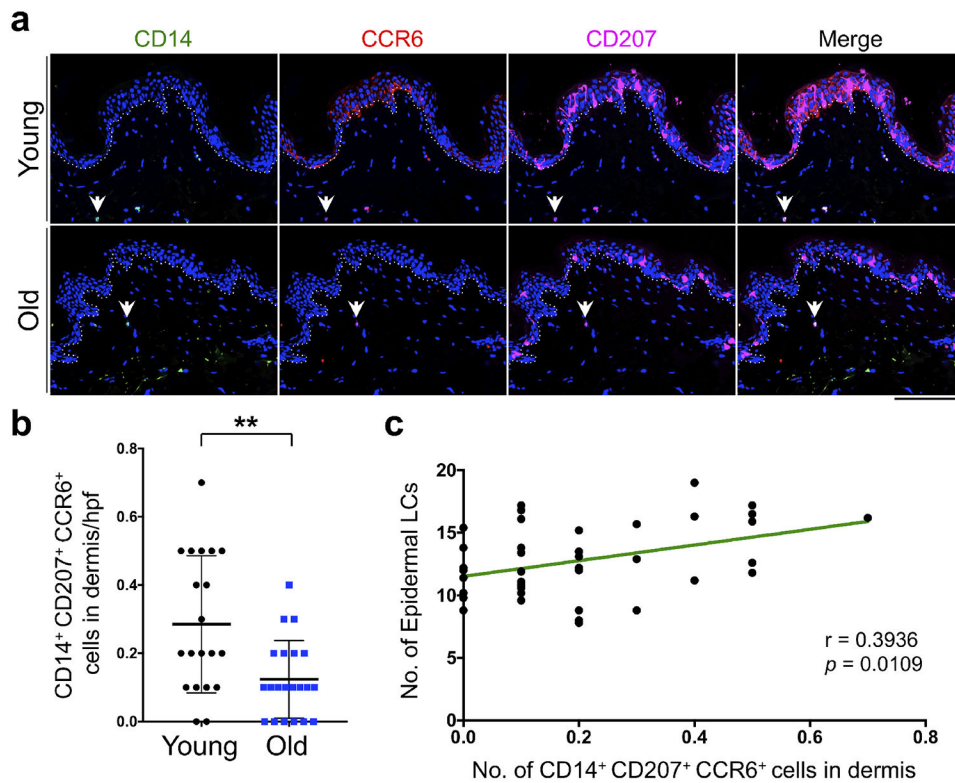 a
CD14 CCR6 CD207 Merge
Young
Old
b
**
CD14⁺ CD207⁺ CCR6⁺
cells in dermis/hpf
0.8
0.6
0.4
0.2
0.0
Young Old
c
No. of Epidermal LCs
20
15
10
5
0
r = 0.3936
p = 0.0109
0.0 0.2 0.4 0.6 0.8
No. of CD14⁺ CD207⁺ CCR6⁺ cells in dermis